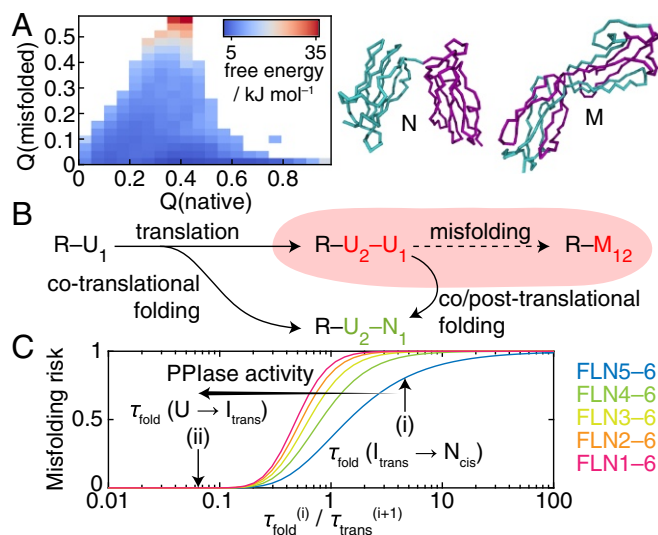 A
Q(misfolded)
0.5
0.4
0.3
0.2
0.1
0
0 0.2 0.4 0.6 0.8
Q(native)
5 35
free energy
/ kJ mol⁻¹
N
M
B
R–U₁
translation
R–U₂–U₁
misfolding
R–M₁₂
co-translational
folding
co/post-translational
folding
R–U₂–N₁
C
Misfolding risk
1
0.5
0
PPIase activity
τfold (U → Itrans)
(ii)
(i)
τfold (Itrans → Ncis)
0.01 0.1 1 10 100
τfold⁽ⁱ⁾ / τtrans⁽ⁱ⁺¹⁾
FLN5–6
FLN4–6
FLN3–6
FLN2–6
FLN1–6